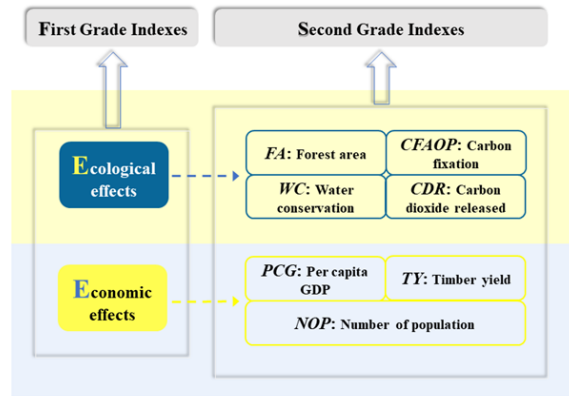 First Grade Indexes
Second Grade Indexes
Ecological
effects
FA: Forest area
CFAOP: Carbon
fixation
WC: Water
conservation
CDR: Carbon
dioxide released
Economic
effects
PCG: Per capita
GDP
TY: Timber yield
NOP: Number of population